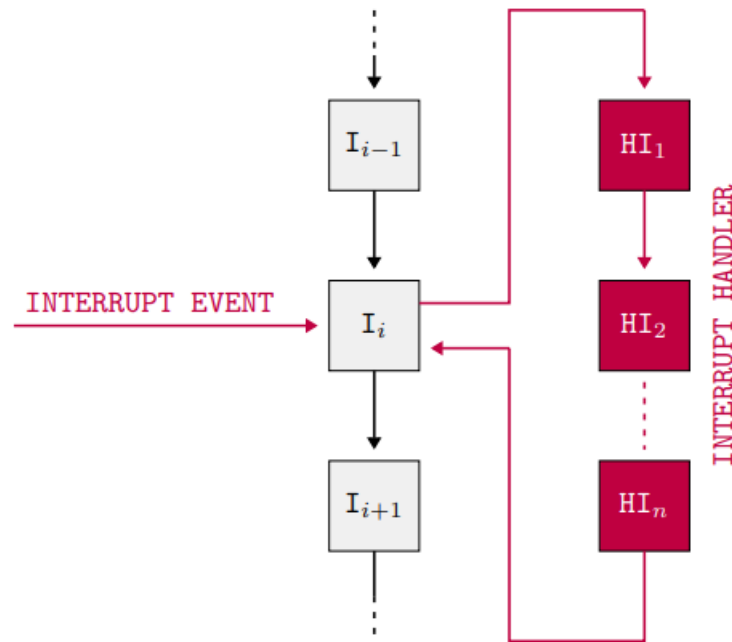 I_{i−1}
HI_1
INTERRUPT EVENT
I_i
HI_2
INTERRUPT HANDLER
I_{i+1}
HI_n